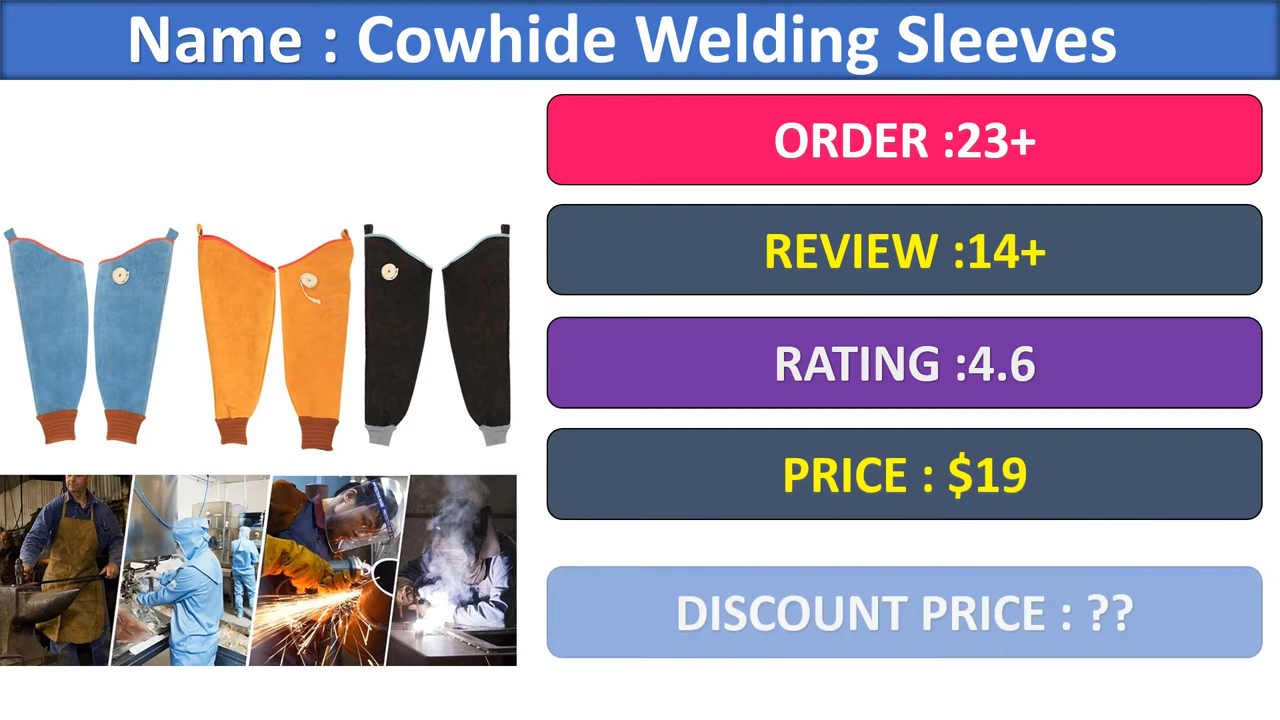 Name : Cowhide Welding Sleeves
ORDER :23+
REVIEW :14+
RATING :4.6
PRICE : $19
DISCOUNT PRICE : ??